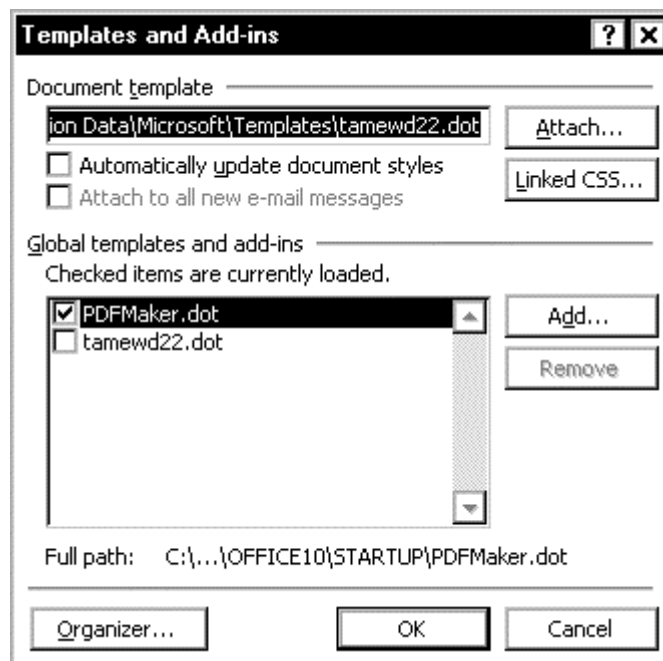 Templates and Add-ins
Document template
ion Data\Microsoft\Templates\tamewd22.dot
Attach...
Automatically update document styles
Linked CSS...
Attach to all new e-mail messages
Global templates and add-ins
Checked items are currently loaded.
PDFMaker.dot
Add...
tamewd22.dot
Remove
Full path: C:\...\OFFICE10\STARTUP\PDFMaker.dot
Organizer...
OK
Cancel